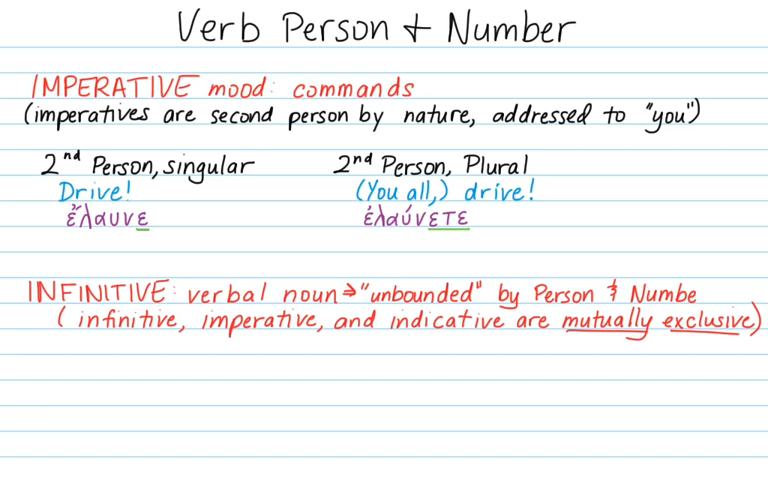 Verb Person + Number
IMPERATIVE mood: commands
(imperatives are second person by nature, addressed to "you")
2nd Person, singular 2nd Person, Plural
Drive! (You all,) drive!
ἔλαυνε ἐλαύνετε
INFINITIVE: verbal noun → "unbounded" by Person & Numbe
(infinitive, imperative, and indicative are mutually exclusive)